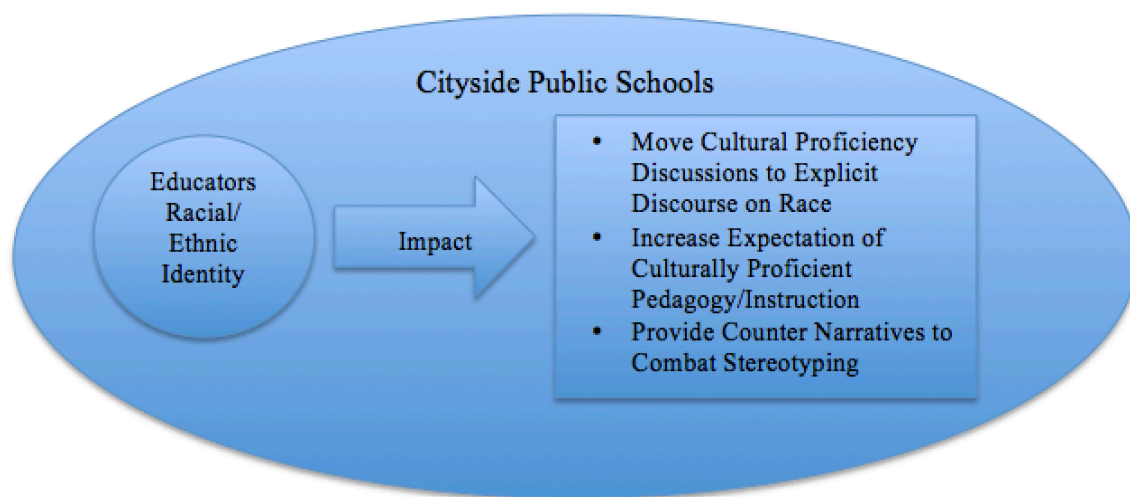 Cityside Public Schools
Educators
Racial/
Ethnic
Identity
Impact
• Move Cultural Proficiency
Discussions to Explicit
Discourse on Race
• Increase Expectation of
Culturally Proficient
Pedagogy/Instruction
• Provide Counter Narratives to
Combat Stereotyping